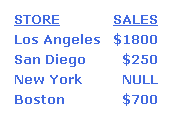 STORE SALES
Los Angeles $1800
San Diego $250
New York NULL
Boston $700